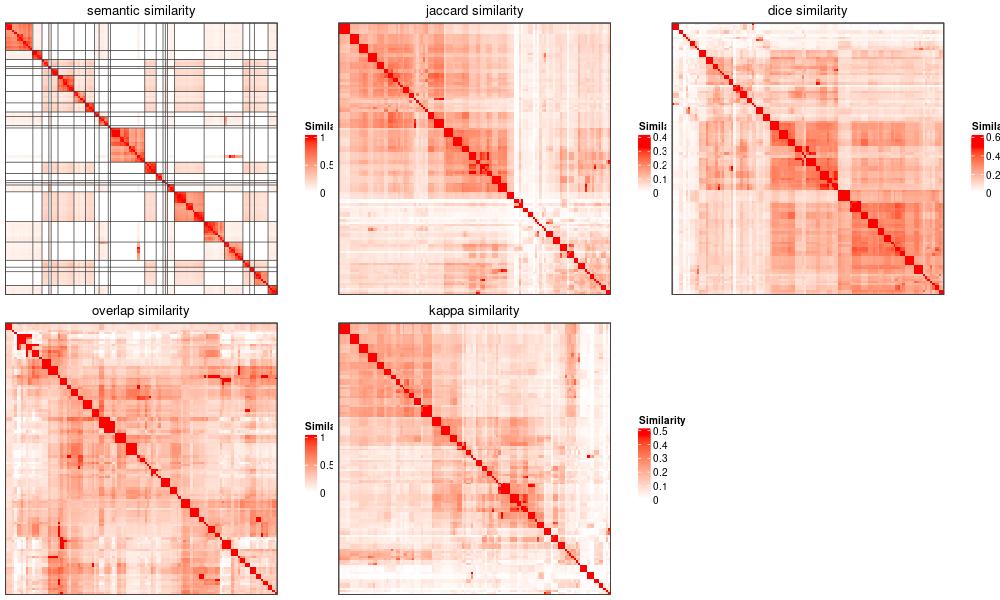 semantic similarity
jaccard similarity
dice similarity
Simila
1
0.5
0
Simila
0.4
0.3
0.2
0.1
0
Simila
0.6
0.4
0.2
0
overlap similarity
kappa similarity
Simila
1
0.5
0
Similarity
0.5
0.4
0.3
0.2
0.1
0